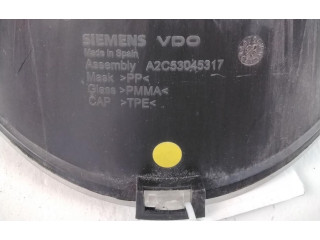 SIEMENS VDO
Made in Spain
Assembly A2C53045317
Mask >PP<
Glass >PMMA<
CAP >TPE<